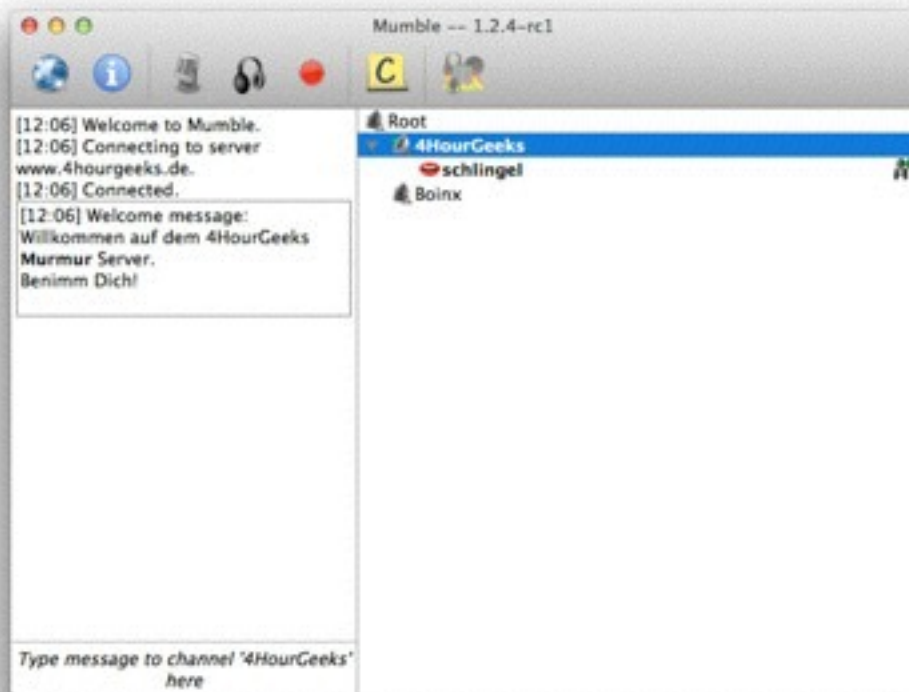 Mumble -- 1.2.4-rc1
C
[12:06] Welcome to Mumble.
[12:06] Connecting to server
www.4hourgeeks.de.
[12:06] Connected.
[12:06] Welcome message:
Willkommen auf dem 4HourGeeks
Murmur Server.
Benimm Dich!
Type message to channel '4HourGeeks'
here
Root
4HourGeeks
schlingel
Boinx